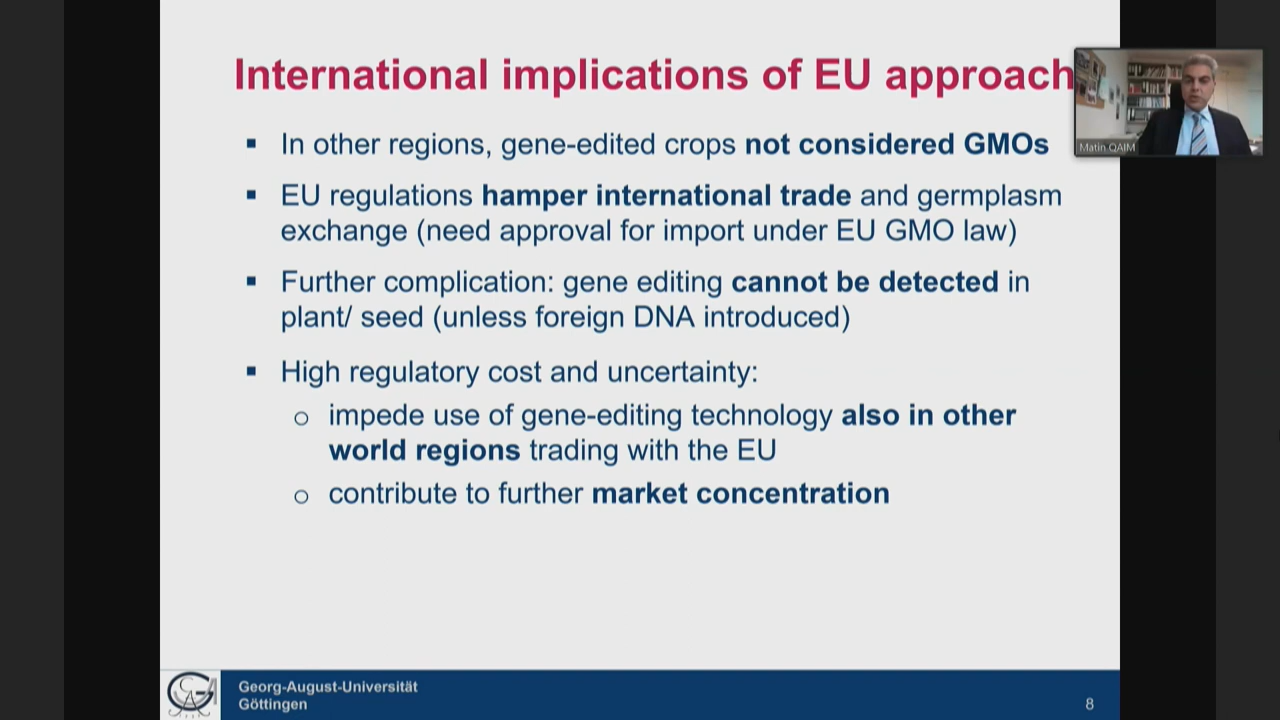 International implications of EU approach
Matin QAIM
▪ In other regions, gene-edited crops not considered GMOs
▪ EU regulations hamper international trade and germplasm
exchange (need approval for import under EU GMO law)
▪ Further complication: gene editing cannot be detected in
plant/ seed (unless foreign DNA introduced)
▪ High regulatory cost and uncertainty:
o impede use of gene-editing technology also in other
world regions trading with the EU
o contribute to further market concentration
Georg-August-Universität
Göttingen
8